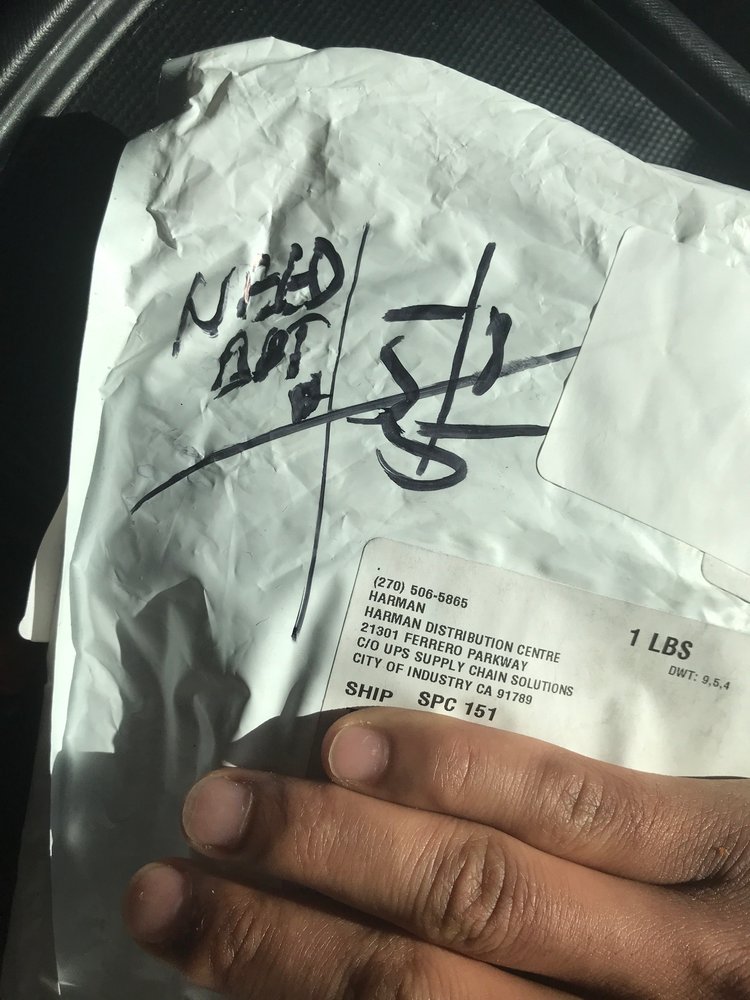 NEED
APT
#
(270) 506-5865
HARMAN
HARMAN DISTRIBUTION CENTRE
21301 FERRERO PARKWAY
C/O UPS SUPPLY CHAIN SOLUTIONS
CITY OF INDUSTRY CA 91789
1 LBS
DWT: 9,5,4
SHIP SPC 151